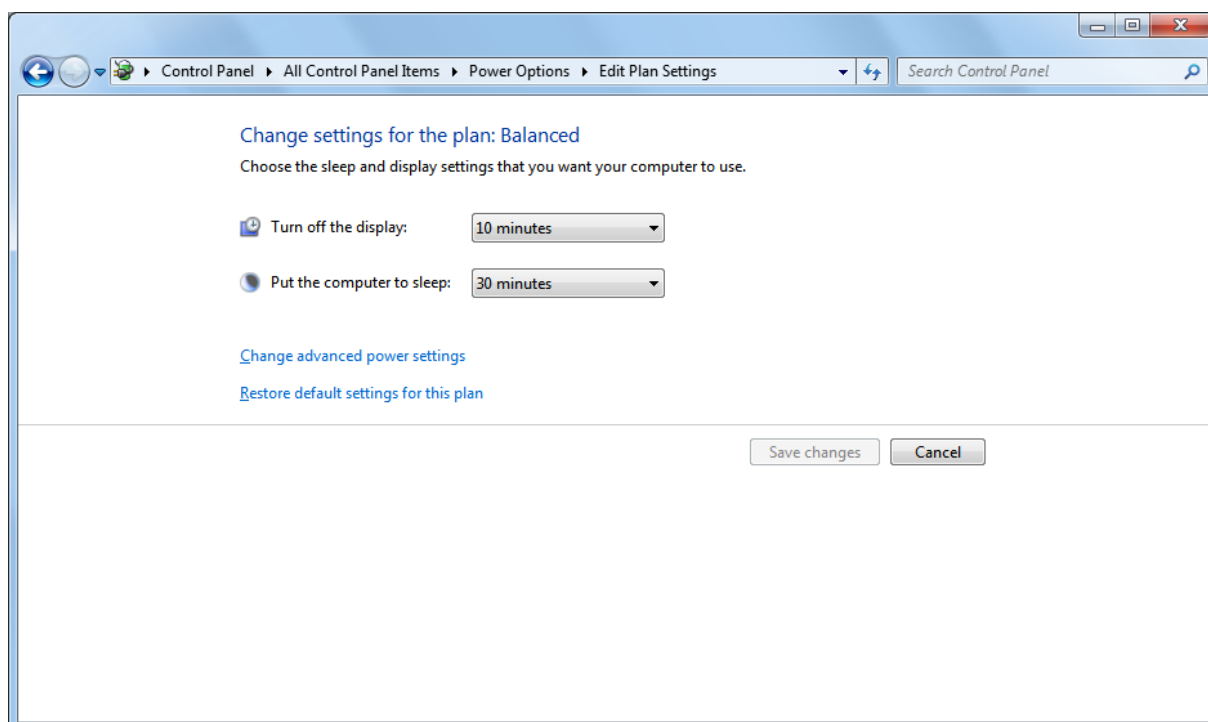 Control Panel All Control Panel Items Power Options Edit Plan Settings Search Control Panel
Change settings for the plan: Balanced
Choose the sleep and display settings that you want your computer to use.
Turn off the display: 10 minutes
Put the computer to sleep: 30 minutes
Change advanced power settings
Restore default settings for this plan
Save changes Cancel